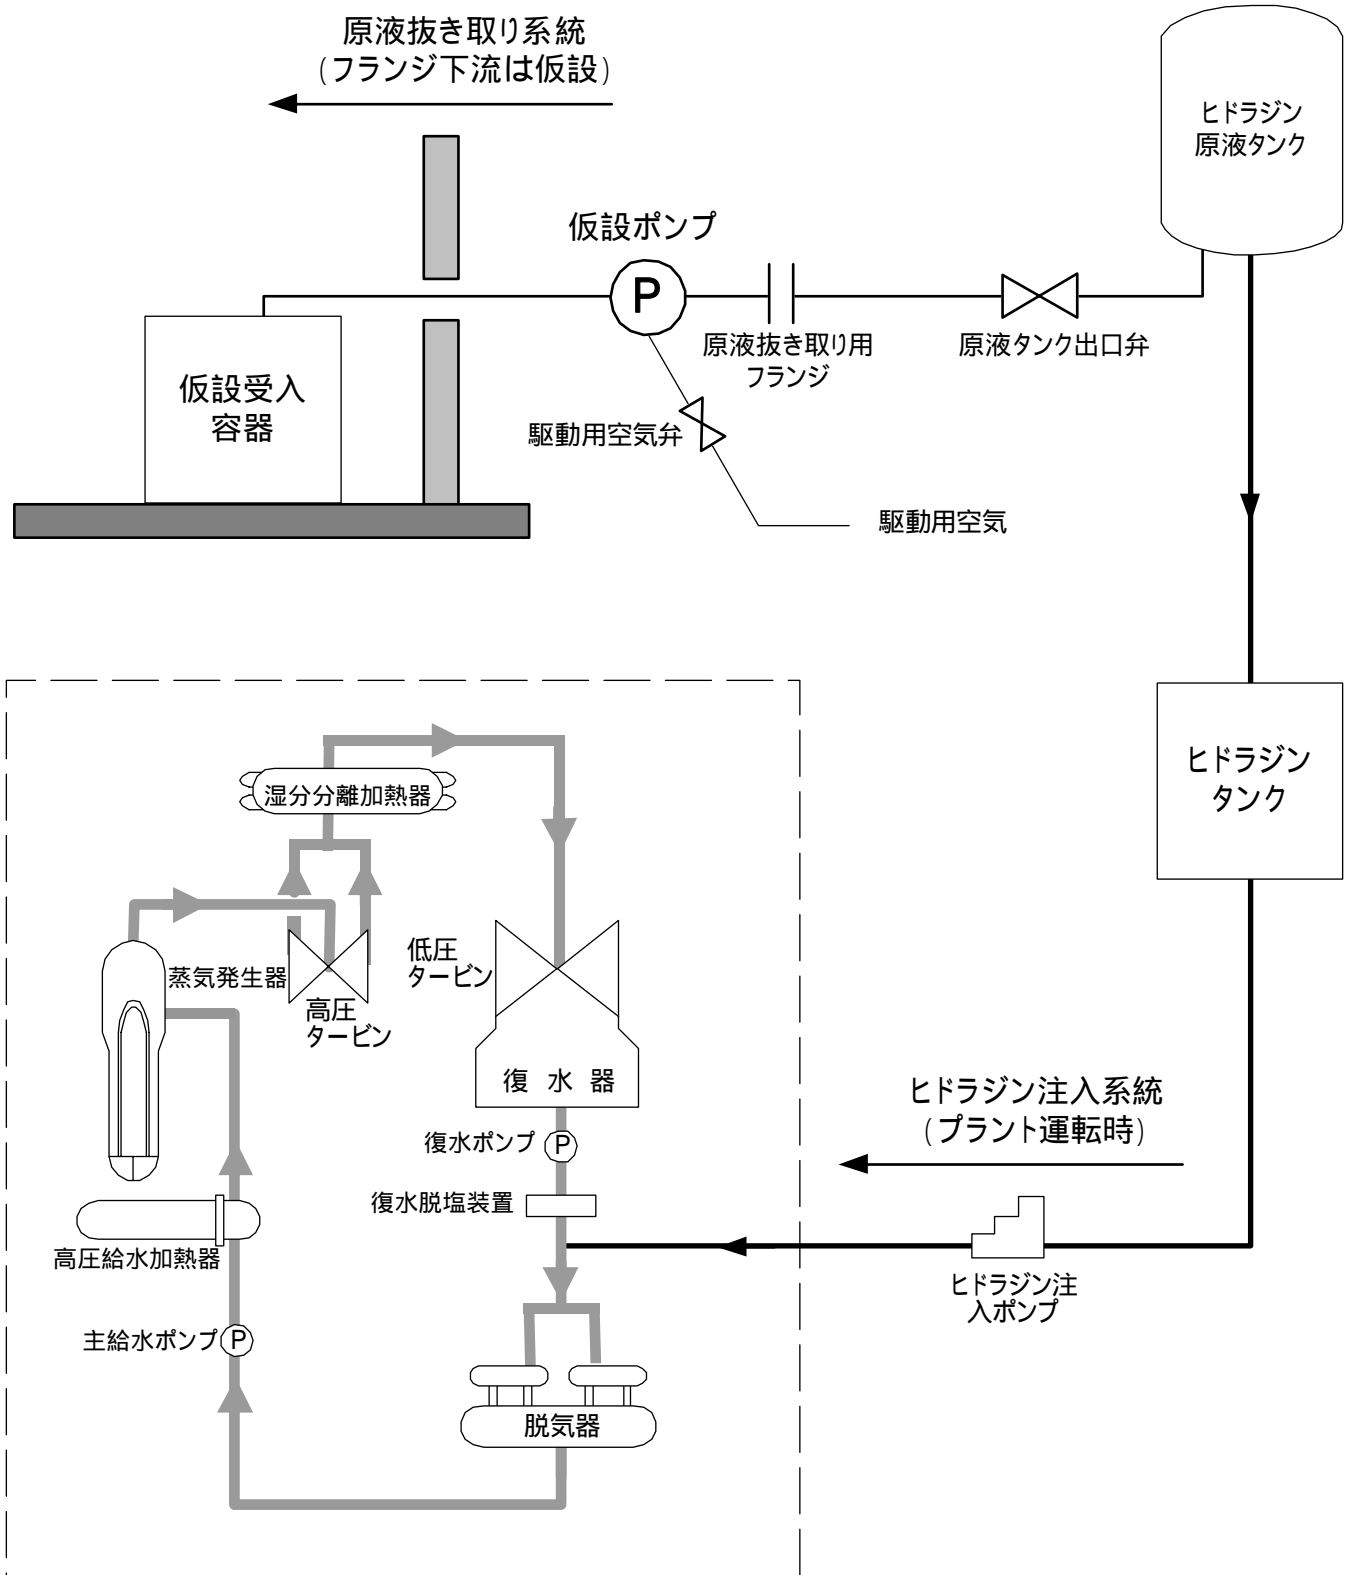 原液抜き取り系統
(フランジ下流は仮設)
ヒドラジン
原液タンク
仮設ポンプ
P
原液抜き取り用
フランジ
原液タンク出口弁
仮設受入
容器
駆動用空気弁
駆動用空気
ヒドラジン
タンク
湿分分離加熱器
低圧
タービン
蒸気発生器
高圧
タービン
復水器
ヒドラジン注入系統
(プラント運転時)
復水ポンプ
P
復水脱塩装置
高圧給水加熱器
ヒドラジン注
入ポンプ
主給水ポンプ
P
脱気器